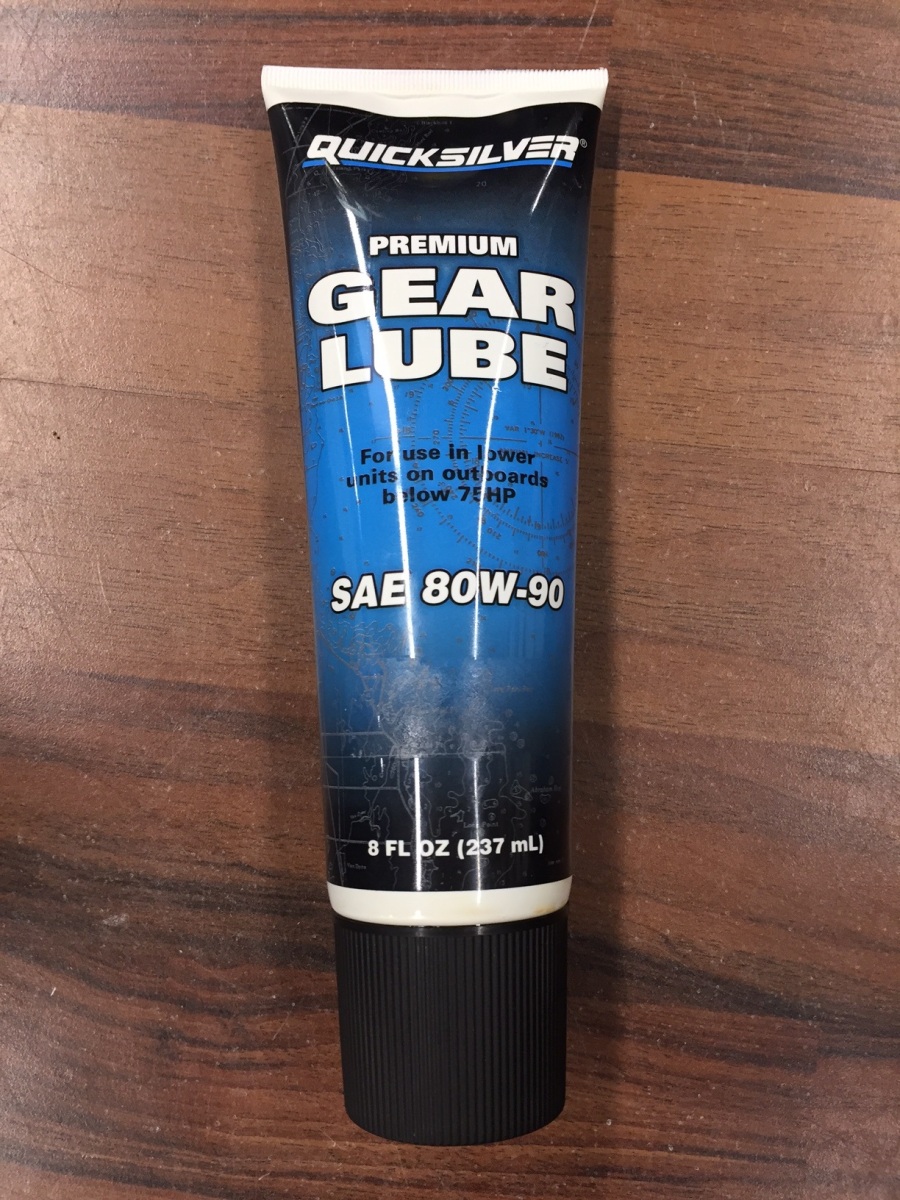 QUICKSILVER®
20
PREMIUM
GEAR
LUBE
For use in lower
units on outboards
below 75HP
SAE 80W-90
8 FL OZ (237 mL)